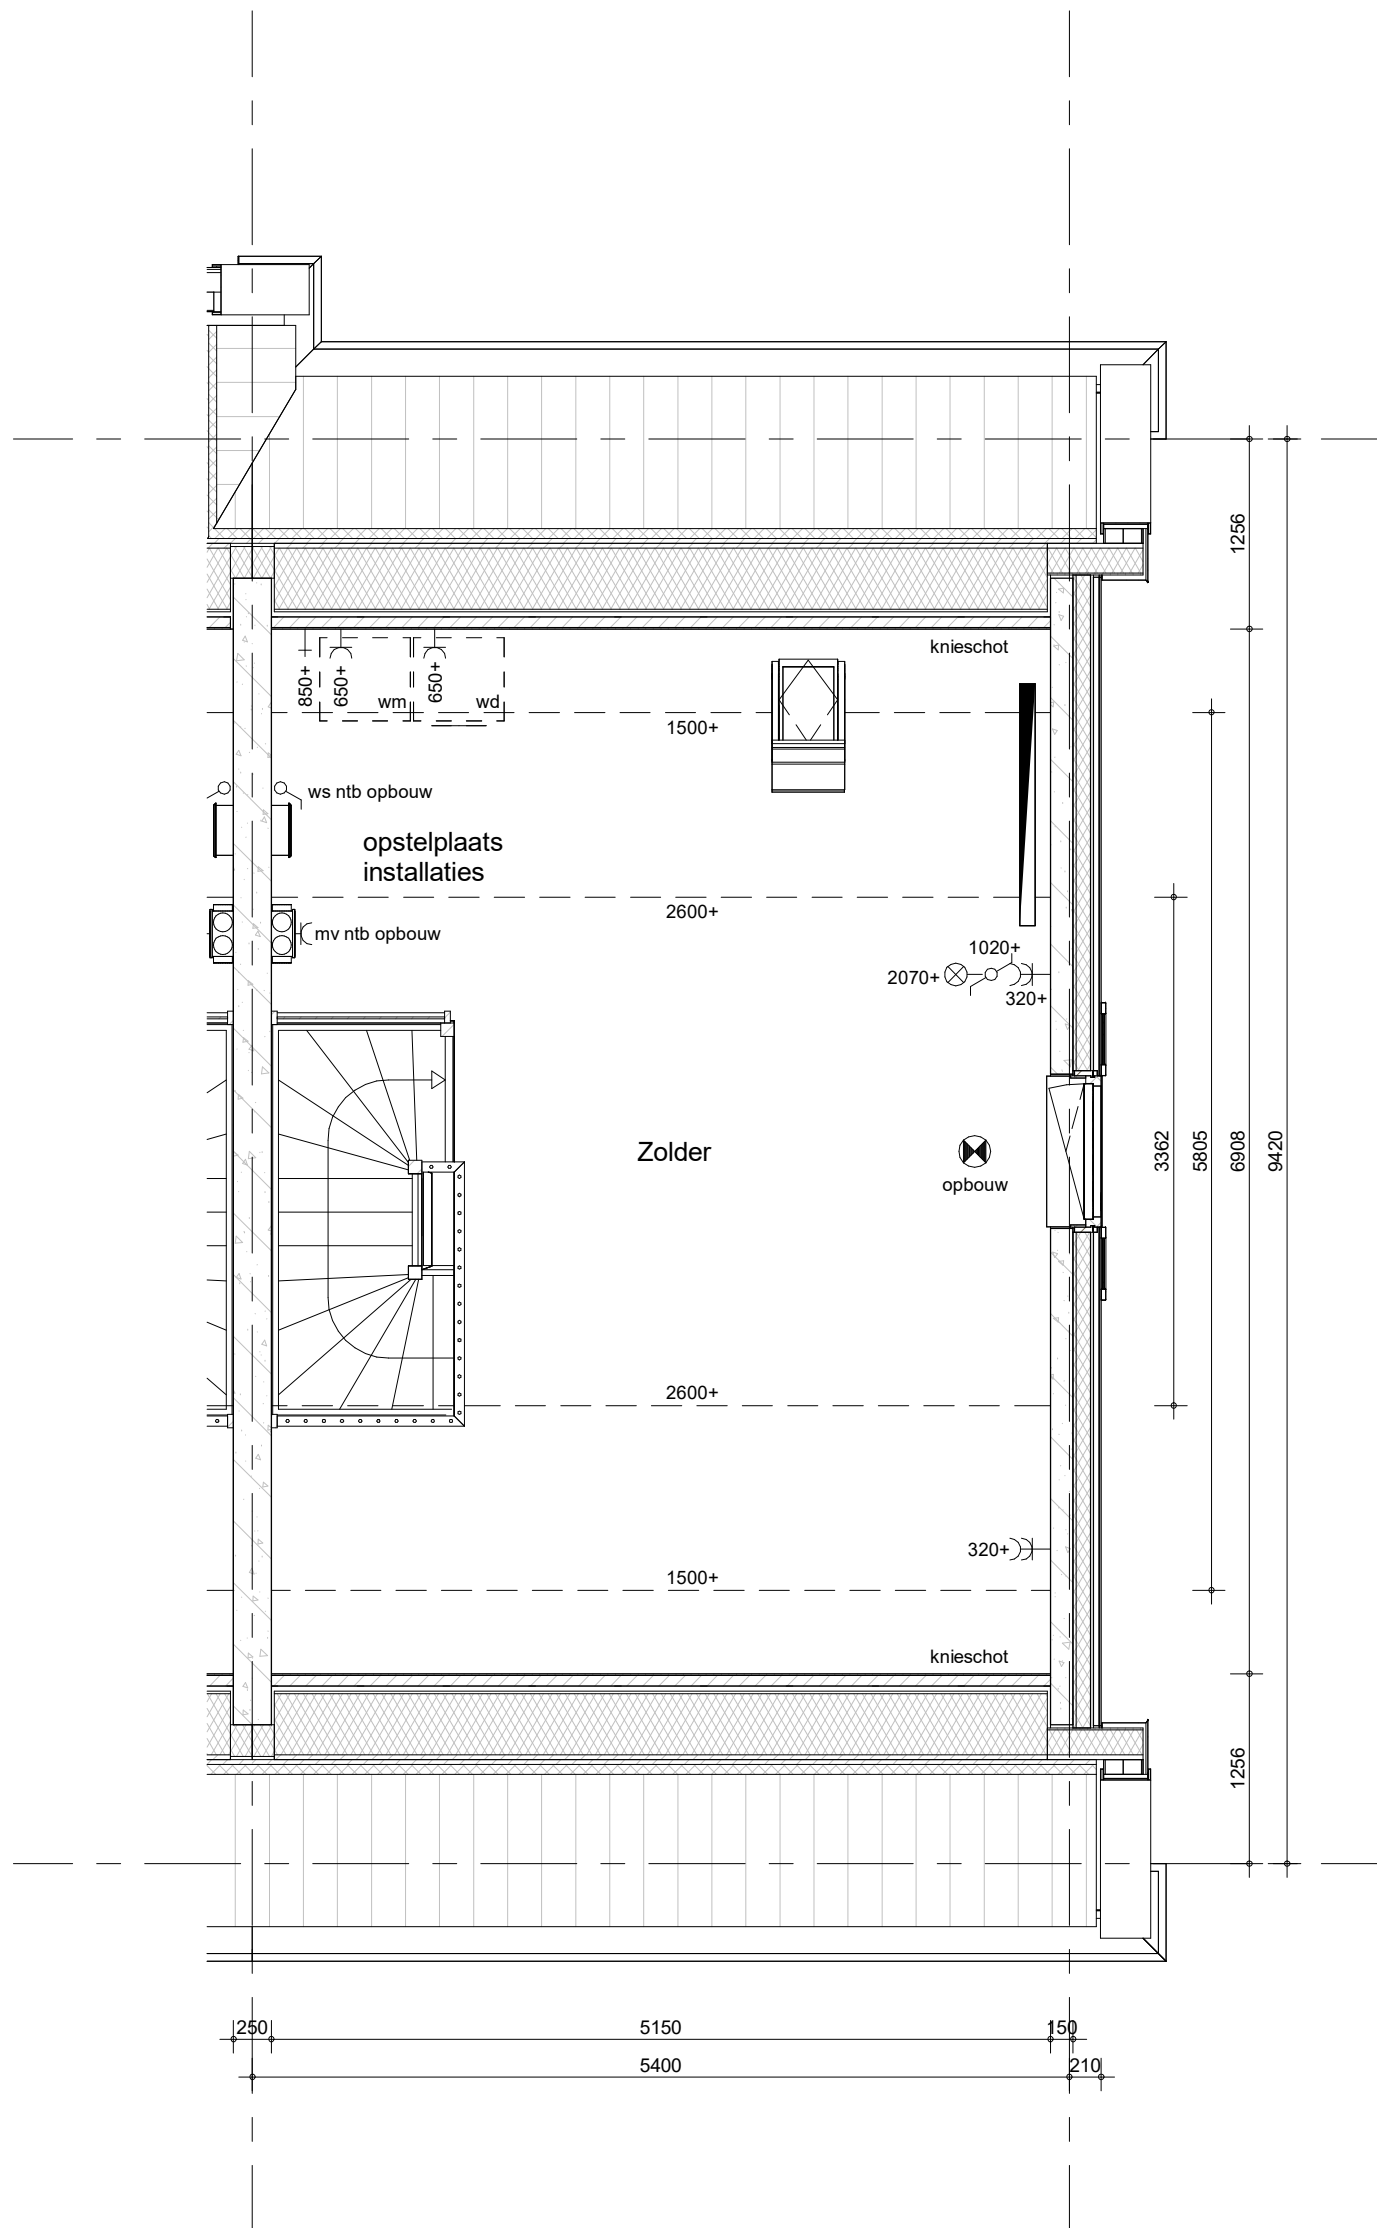 1256
knieschot
850+
650+
650+
wm
wd
1500+
ws ntb opbouw
opstelplaats
installaties
2600+
mv ntb opbouw
1020+
2070+
320+
Zolder
opbouw
3362
5805
6908
9420
2600+
320+
1500+
knieschot
1256
250
5150
150
5400
210